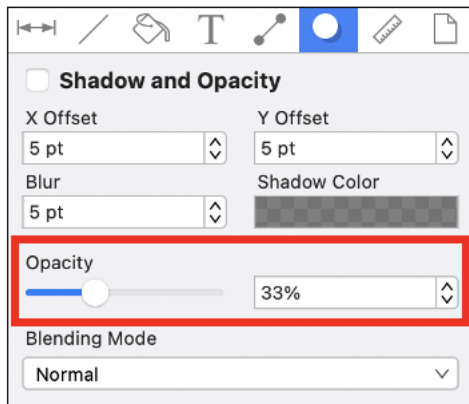 T
Shadow and Opacity
X Offset Y Offset
5 pt 5 pt
Blur Shadow Color
5 pt
Opacity
33%
Blending Mode
Normal